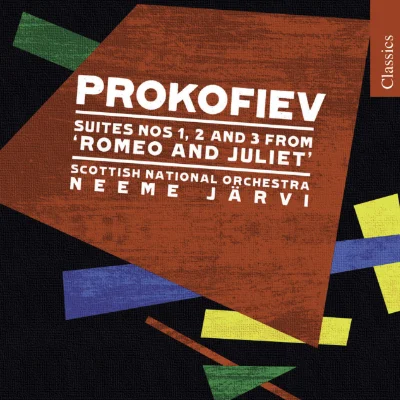 Classics
PROKOFIEV
SUITES NOS 1, 2 AND 3 FROM
‘ROMEO AND JULIET’
SCOTTISH NATIONAL ORCHESTRA
NEEME JÄRVI